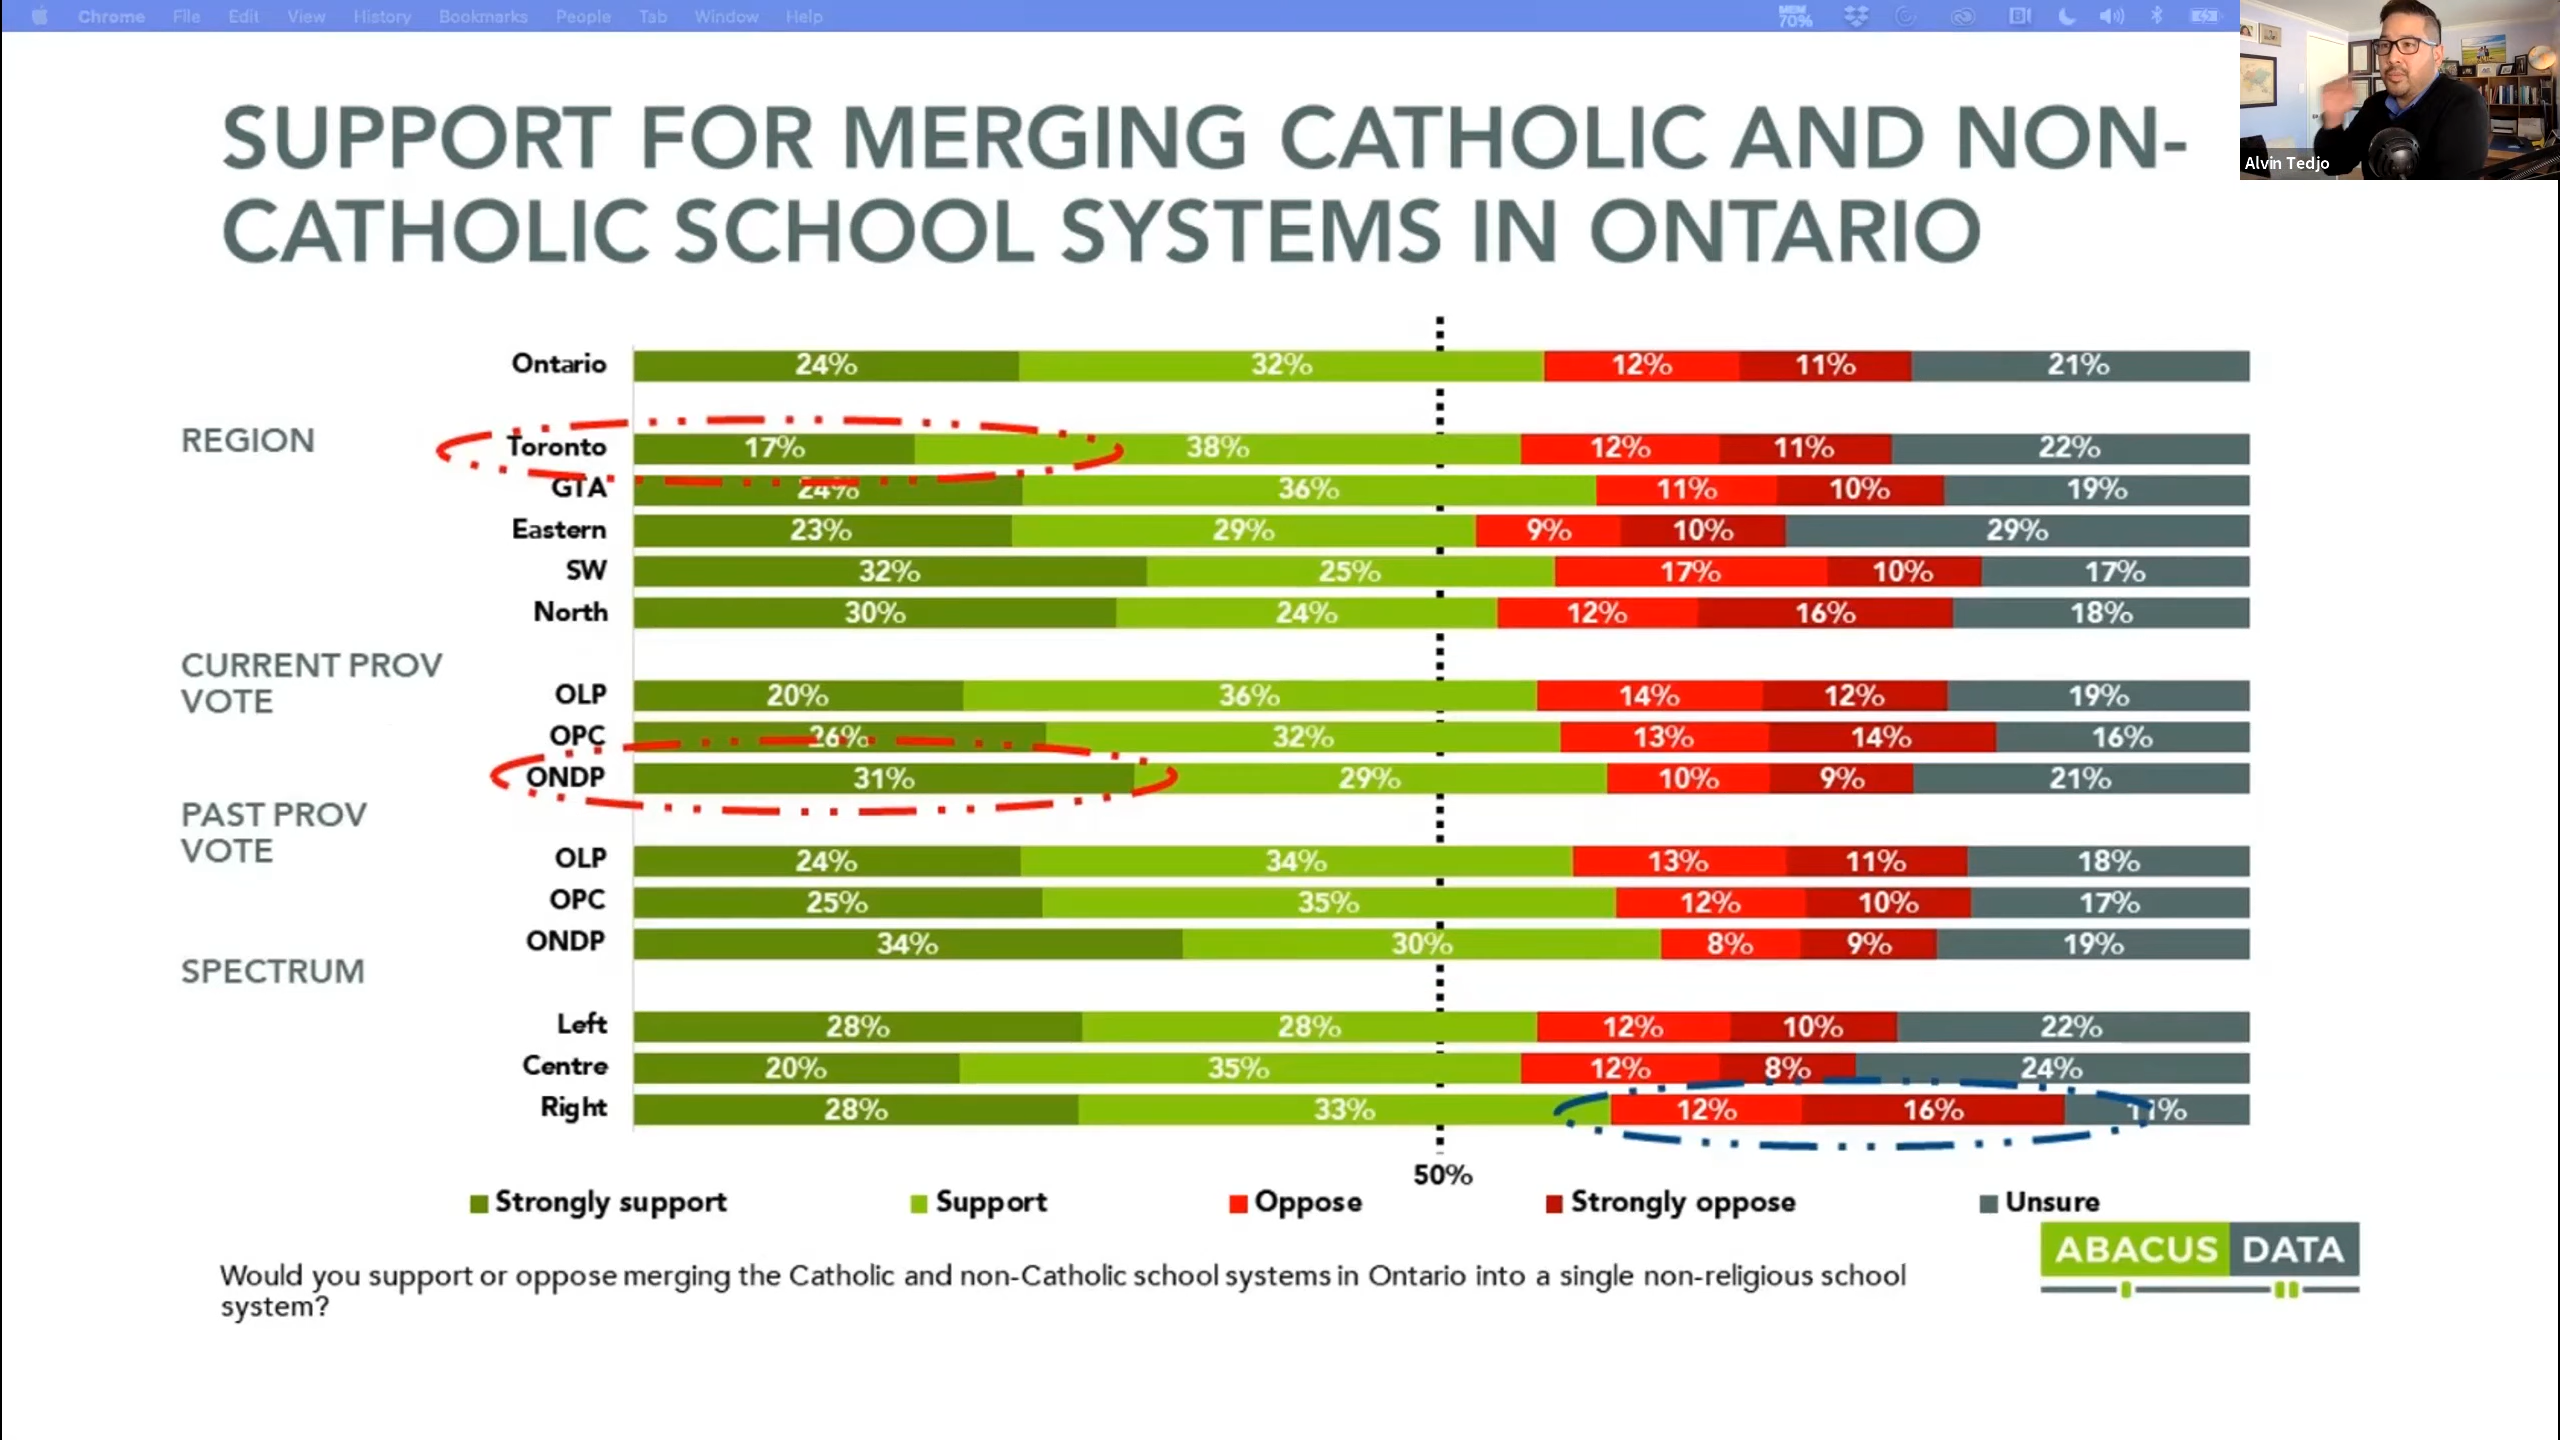 Chrome File Edit View History Bookmarks People Tab Window Help
MEM
70%
Alvin Tedjo
SUPPORT FOR MERGING CATHOLIC AND NON-
CATHOLIC SCHOOL SYSTEMS IN ONTARIO
Ontario 24% 32% 12% 11% 21%
REGION
Toronto 17% 38% 12% 11% 22%
GTA 24% 36% 11% 10% 19%
Eastern 23% 29% 9% 10% 29%
SW 32% 25% 17% 10% 17%
North 30% 24% 12% 16% 18%
CURRENT PROV
VOTE
OLP 20% 36% 14% 12% 19%
OPC 26% 32% 13% 14% 16%
ONDP 31% 29% 10% 9% 21%
PAST PROV
VOTE
OLP 24% 34% 13% 11% 18%
OPC 25% 35% 12% 10% 17%
ONDP 34% 30% 8% 9% 19%
SPECTRUM
Left 28% 28% 12% 10% 22%
Centre 20% 35% 12% 8% 24%
Right 28% 33% 12% 16% 11%
50%
Strongly support Support Oppose Strongly oppose Unsure
ABACUS DATA
Would you support or oppose merging the Catholic and non-Catholic school systems in Ontario into a single non-religious school
system?